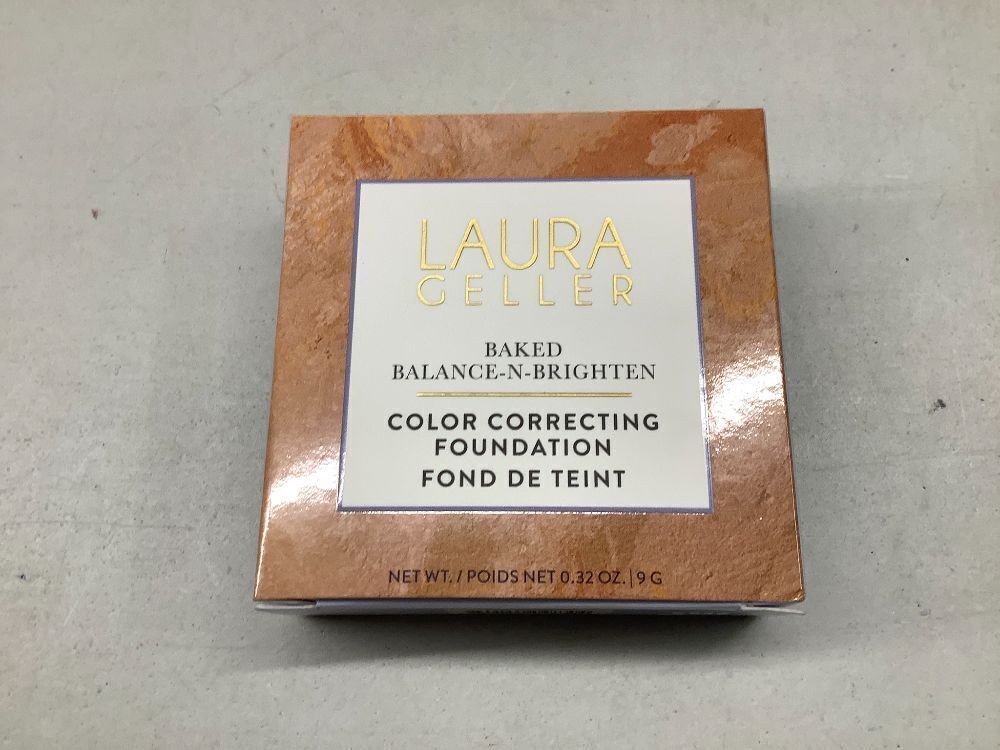 LAURA
GELLER
BAKED
BALANCE-N-BRIGHTEN
COLOR CORRECTING
FOUNDATION
FOND DE TEINT
NET WT. / POIDS NET 0.32 OZ. | 9 G